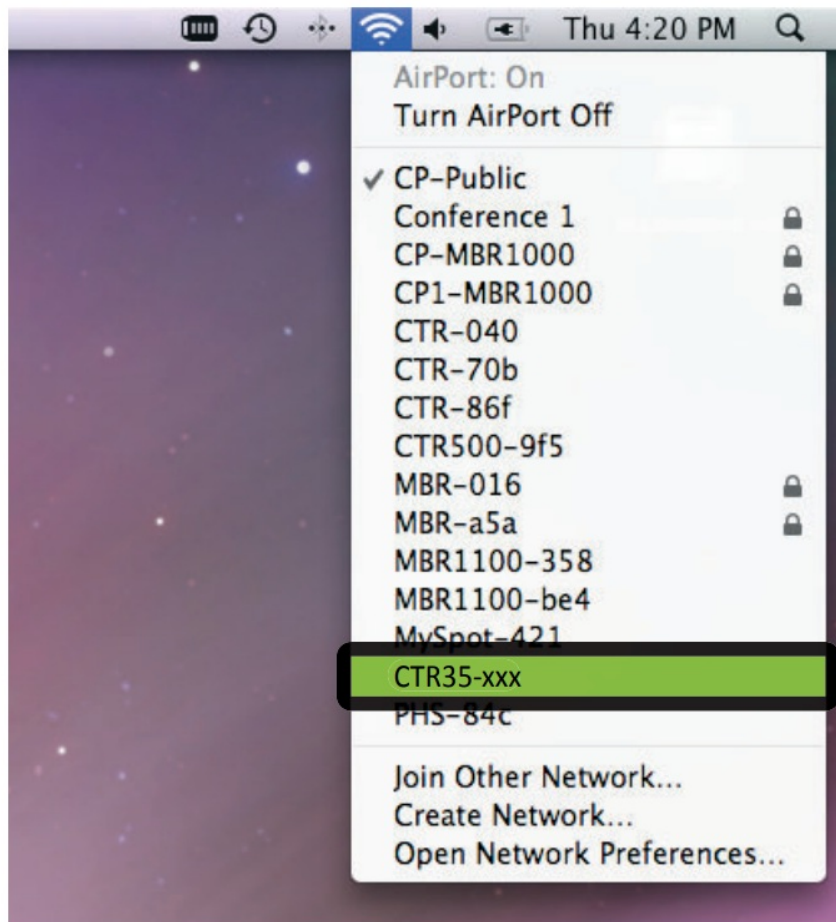 Thu 4:20 PM
AirPort: On
Turn AirPort Off
CP-Public
Conference 1
CP-MBR1000
CP1-MBR1000
CTR-040
CTR-70b
CTR-86f
CTR500-9f5
MBR-016
MBR-a5a
MBR1100-358
MBR1100-be4
MySpot-421
CTR35-xxx
PHS-84c
Join Other Network...
Create Network...
Open Network Preferences...